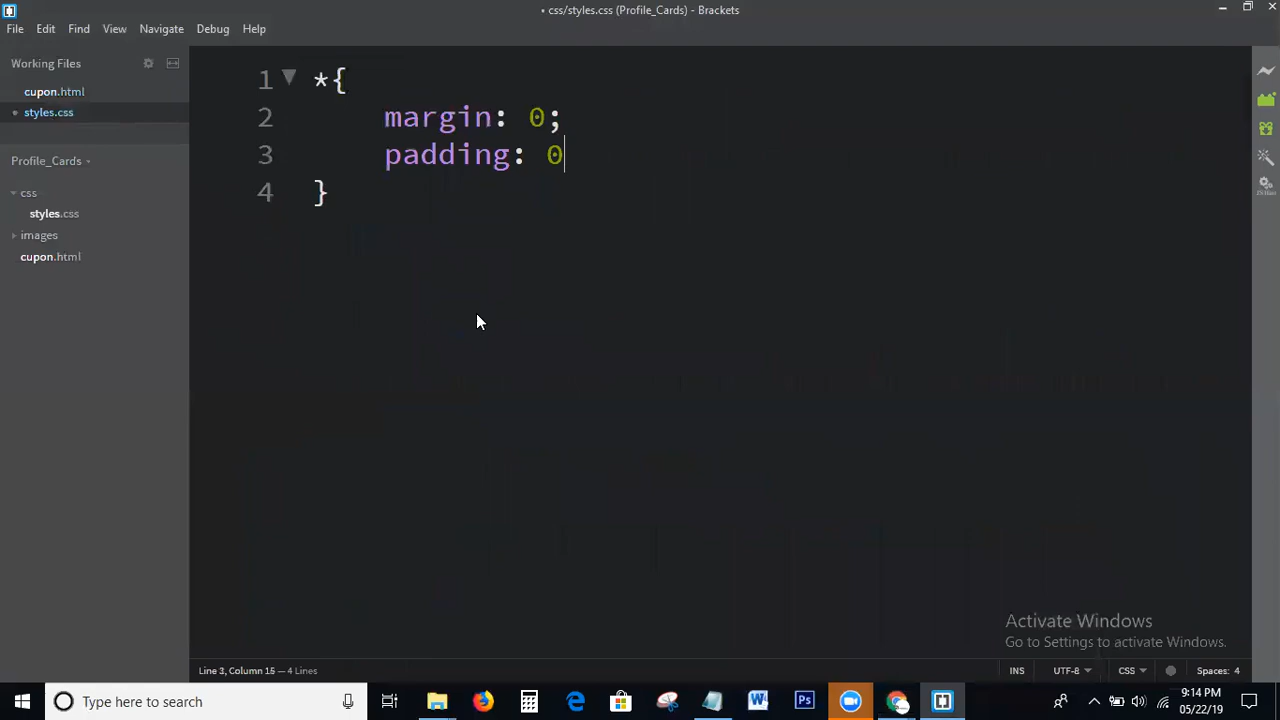 • css/styles.css (Profile_Cards) - Brackets
File Edit Find View Navigate Debug Help
Working Files
cupon.html
• styles.css
Profile_Cards
css
styles.css
images
cupon.html
1 *{
2 margin: 0;
3 padding: 0
4 }
Activate Windows
Go to Settings to activate Windows.
Line 3, Column 15 — 4 Lines
INS UTF-8 CSS Spaces: 4
Type here to search
9:14 PM
05/22/19